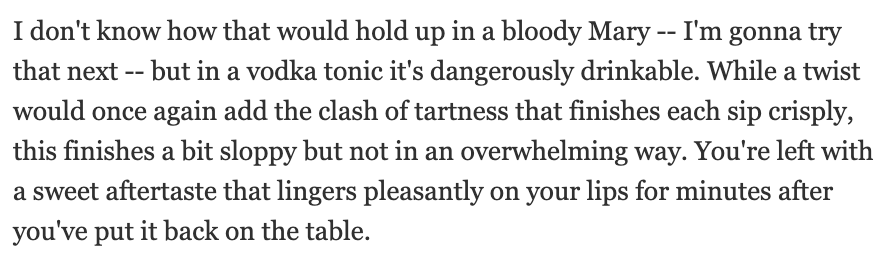 I don't know how that would hold up in a bloody Mary -- I'm gonna try
that next -- but in a vodka tonic it's dangerously drinkable. While a twist
would once again add the clash of tartness that finishes each sip crisply,
this finishes a bit sloppy but not in an overwhelming way. You're left with
a sweet aftertaste that lingers pleasantly on your lips for minutes after
you've put it back on the table.